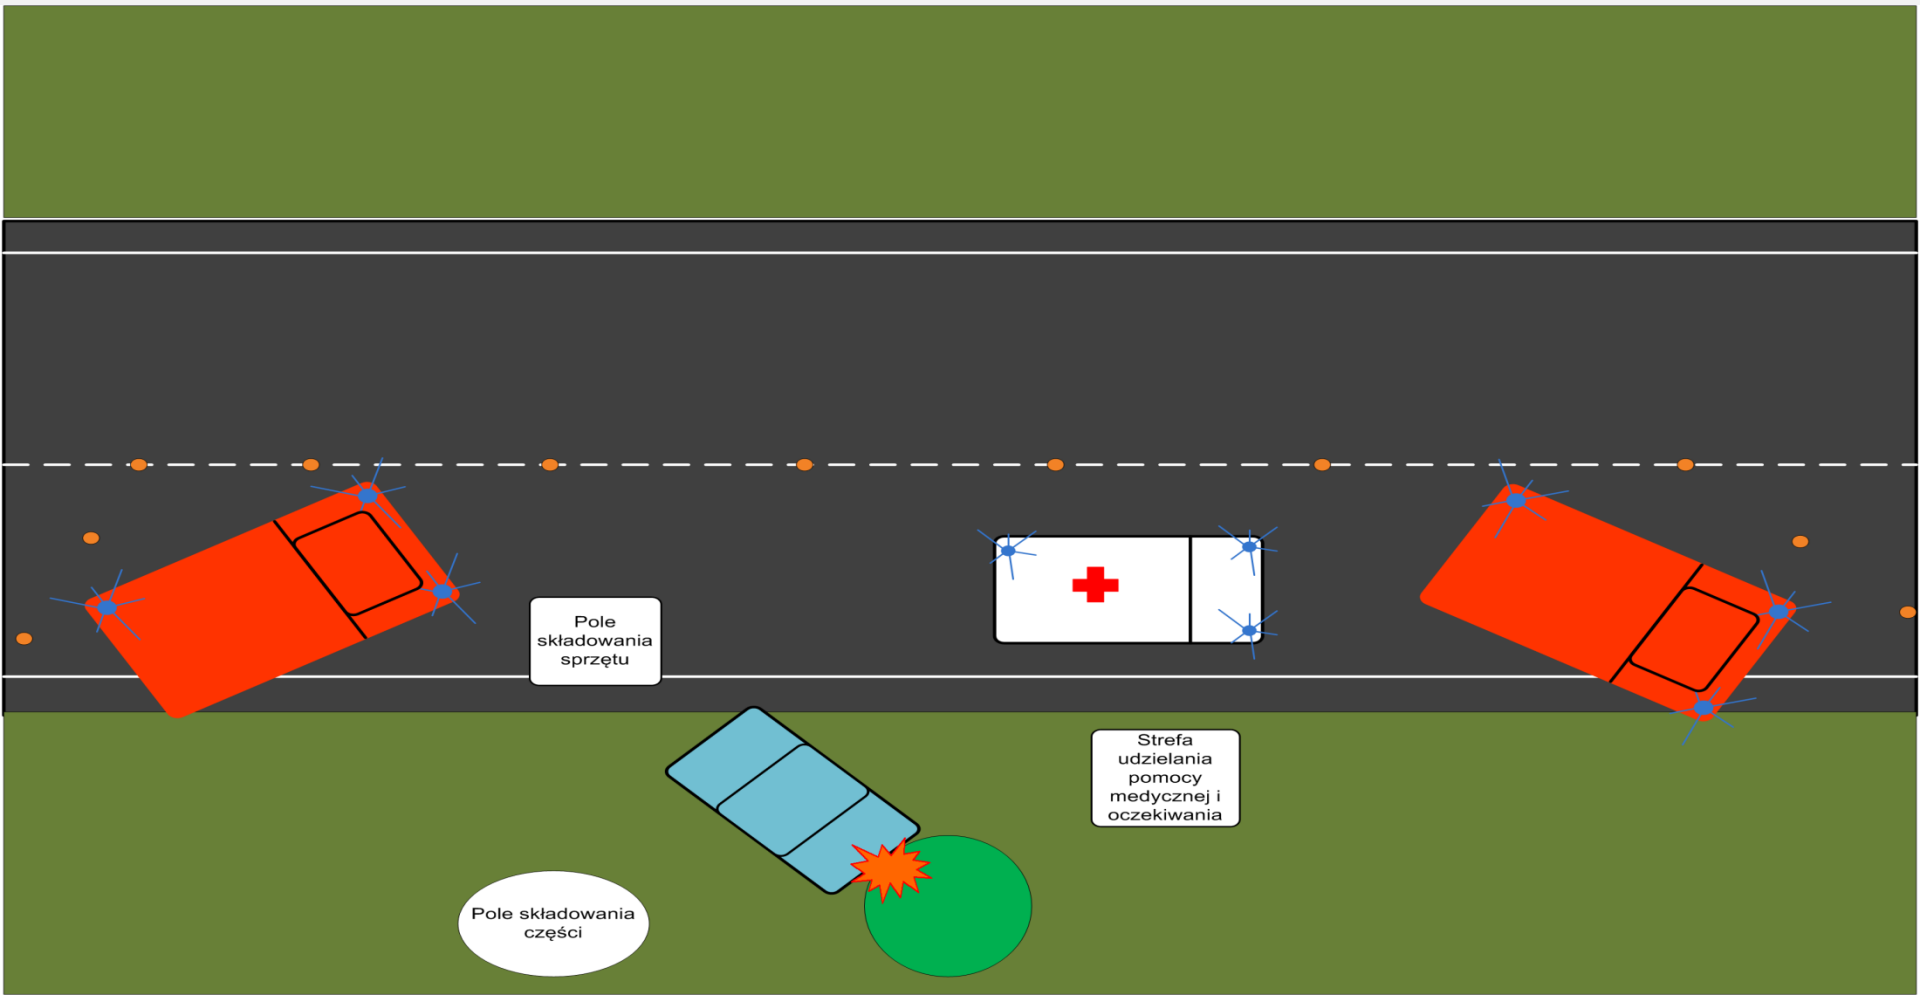 Pole
składowania
sprzętu
Strefa
udzielania
pomocy
medycznej i
oczekiwania
Pole składowania
części